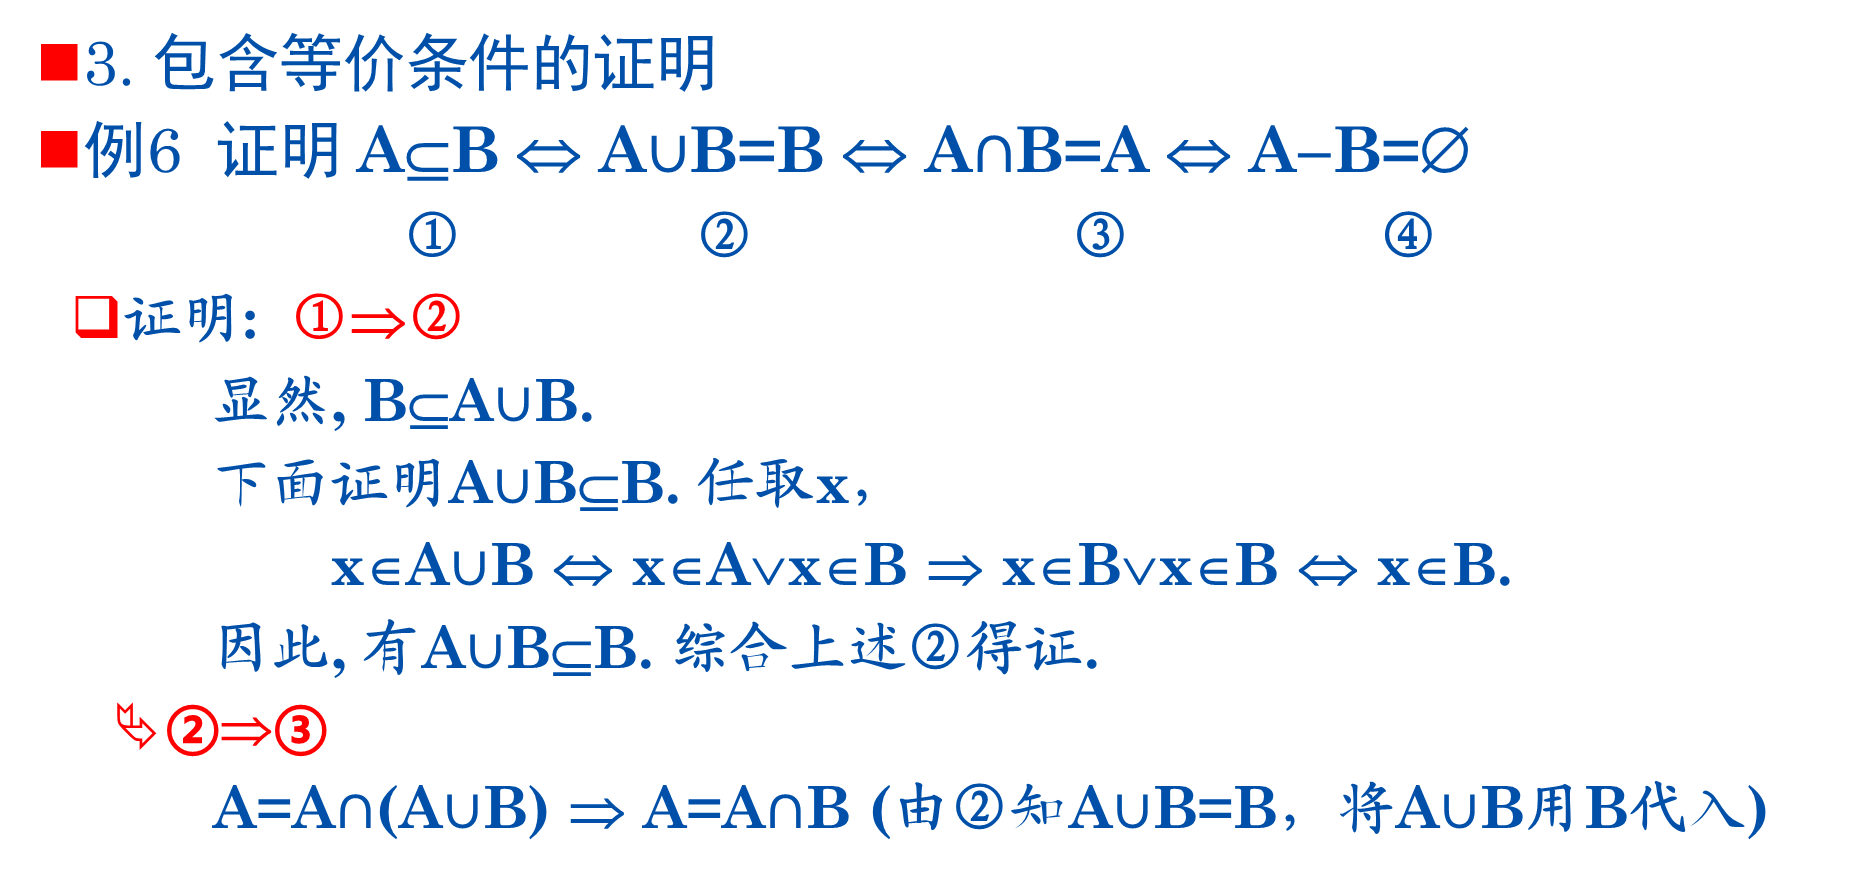 3. 包含等价条件的证明
例6 证明 A⊆B ⇔ A∪B=B ⇔ A∩B=A ⇔ A−B=∅
① ② ③ ④
证明: ①⇒②
显然, B⊆A∪B.
下面证明A∪B⊆B. 任取x,
x∈A∪B ⇔ x∈A∨x∈B ⇒ x∈B∨x∈B ⇔ x∈B.
因此, 有A∪B⊆B. 综合上述②得证.
②⇒③
A=A∩(A∪B) ⇒ A=A∩B (由②知A∪B=B, 将A∪B用B代入)